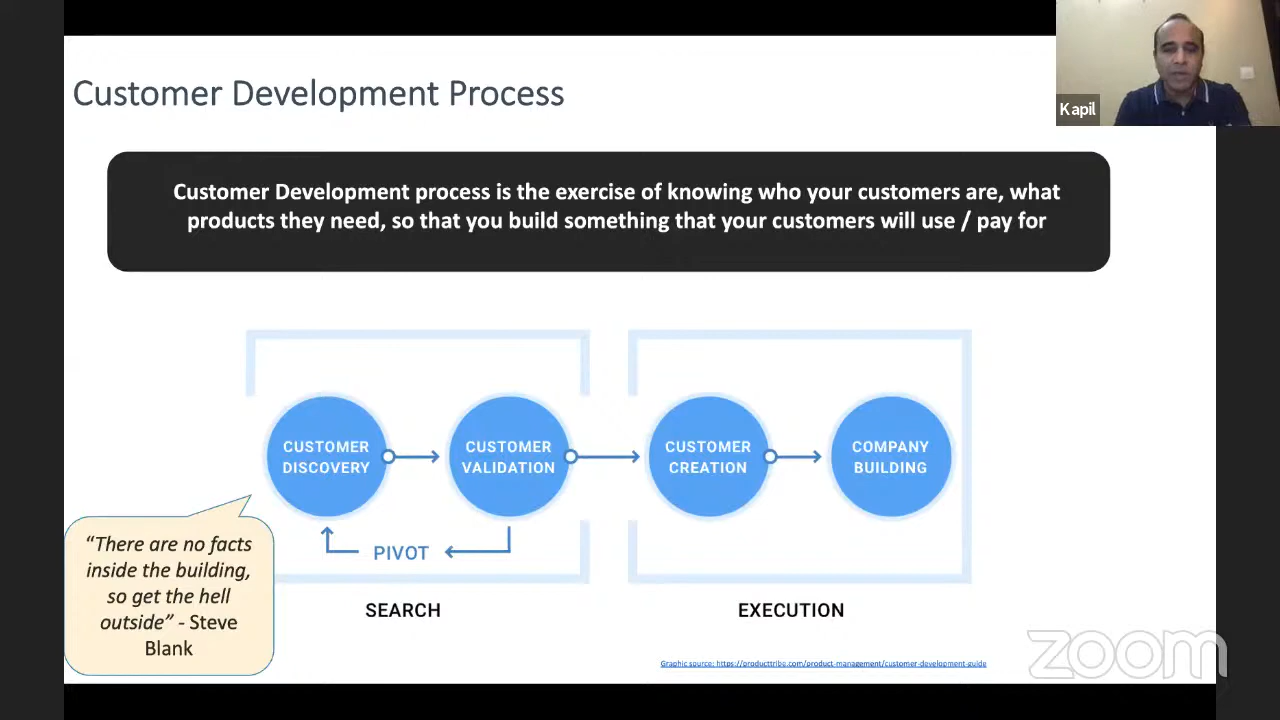 Customer Development Process
Kapil
Customer Development process is the exercise of knowing who your customers are, what
products they need, so that you build something that your customers will use / pay for
CUSTOMER
DISCOVERY
CUSTOMER
VALIDATION
CUSTOMER
CREATION
COMPANY
BUILDING
PIVOT
“There are no facts
inside the building,
so get the hell
outside” - Steve
Blank
SEARCH
EXECUTION
Graphic source: https://producttribe.com/product-management/customer-development-guide
zoom